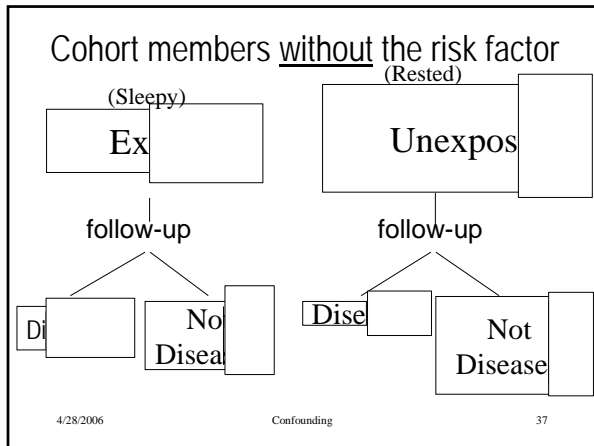 Cohort members without the risk factor
(Sleepy)
(Rested)
Ex
Unexpos
follow-up
follow-up
Di
No
Diseas
Dise
Not
Disease
4/28/2006
Confounding
37